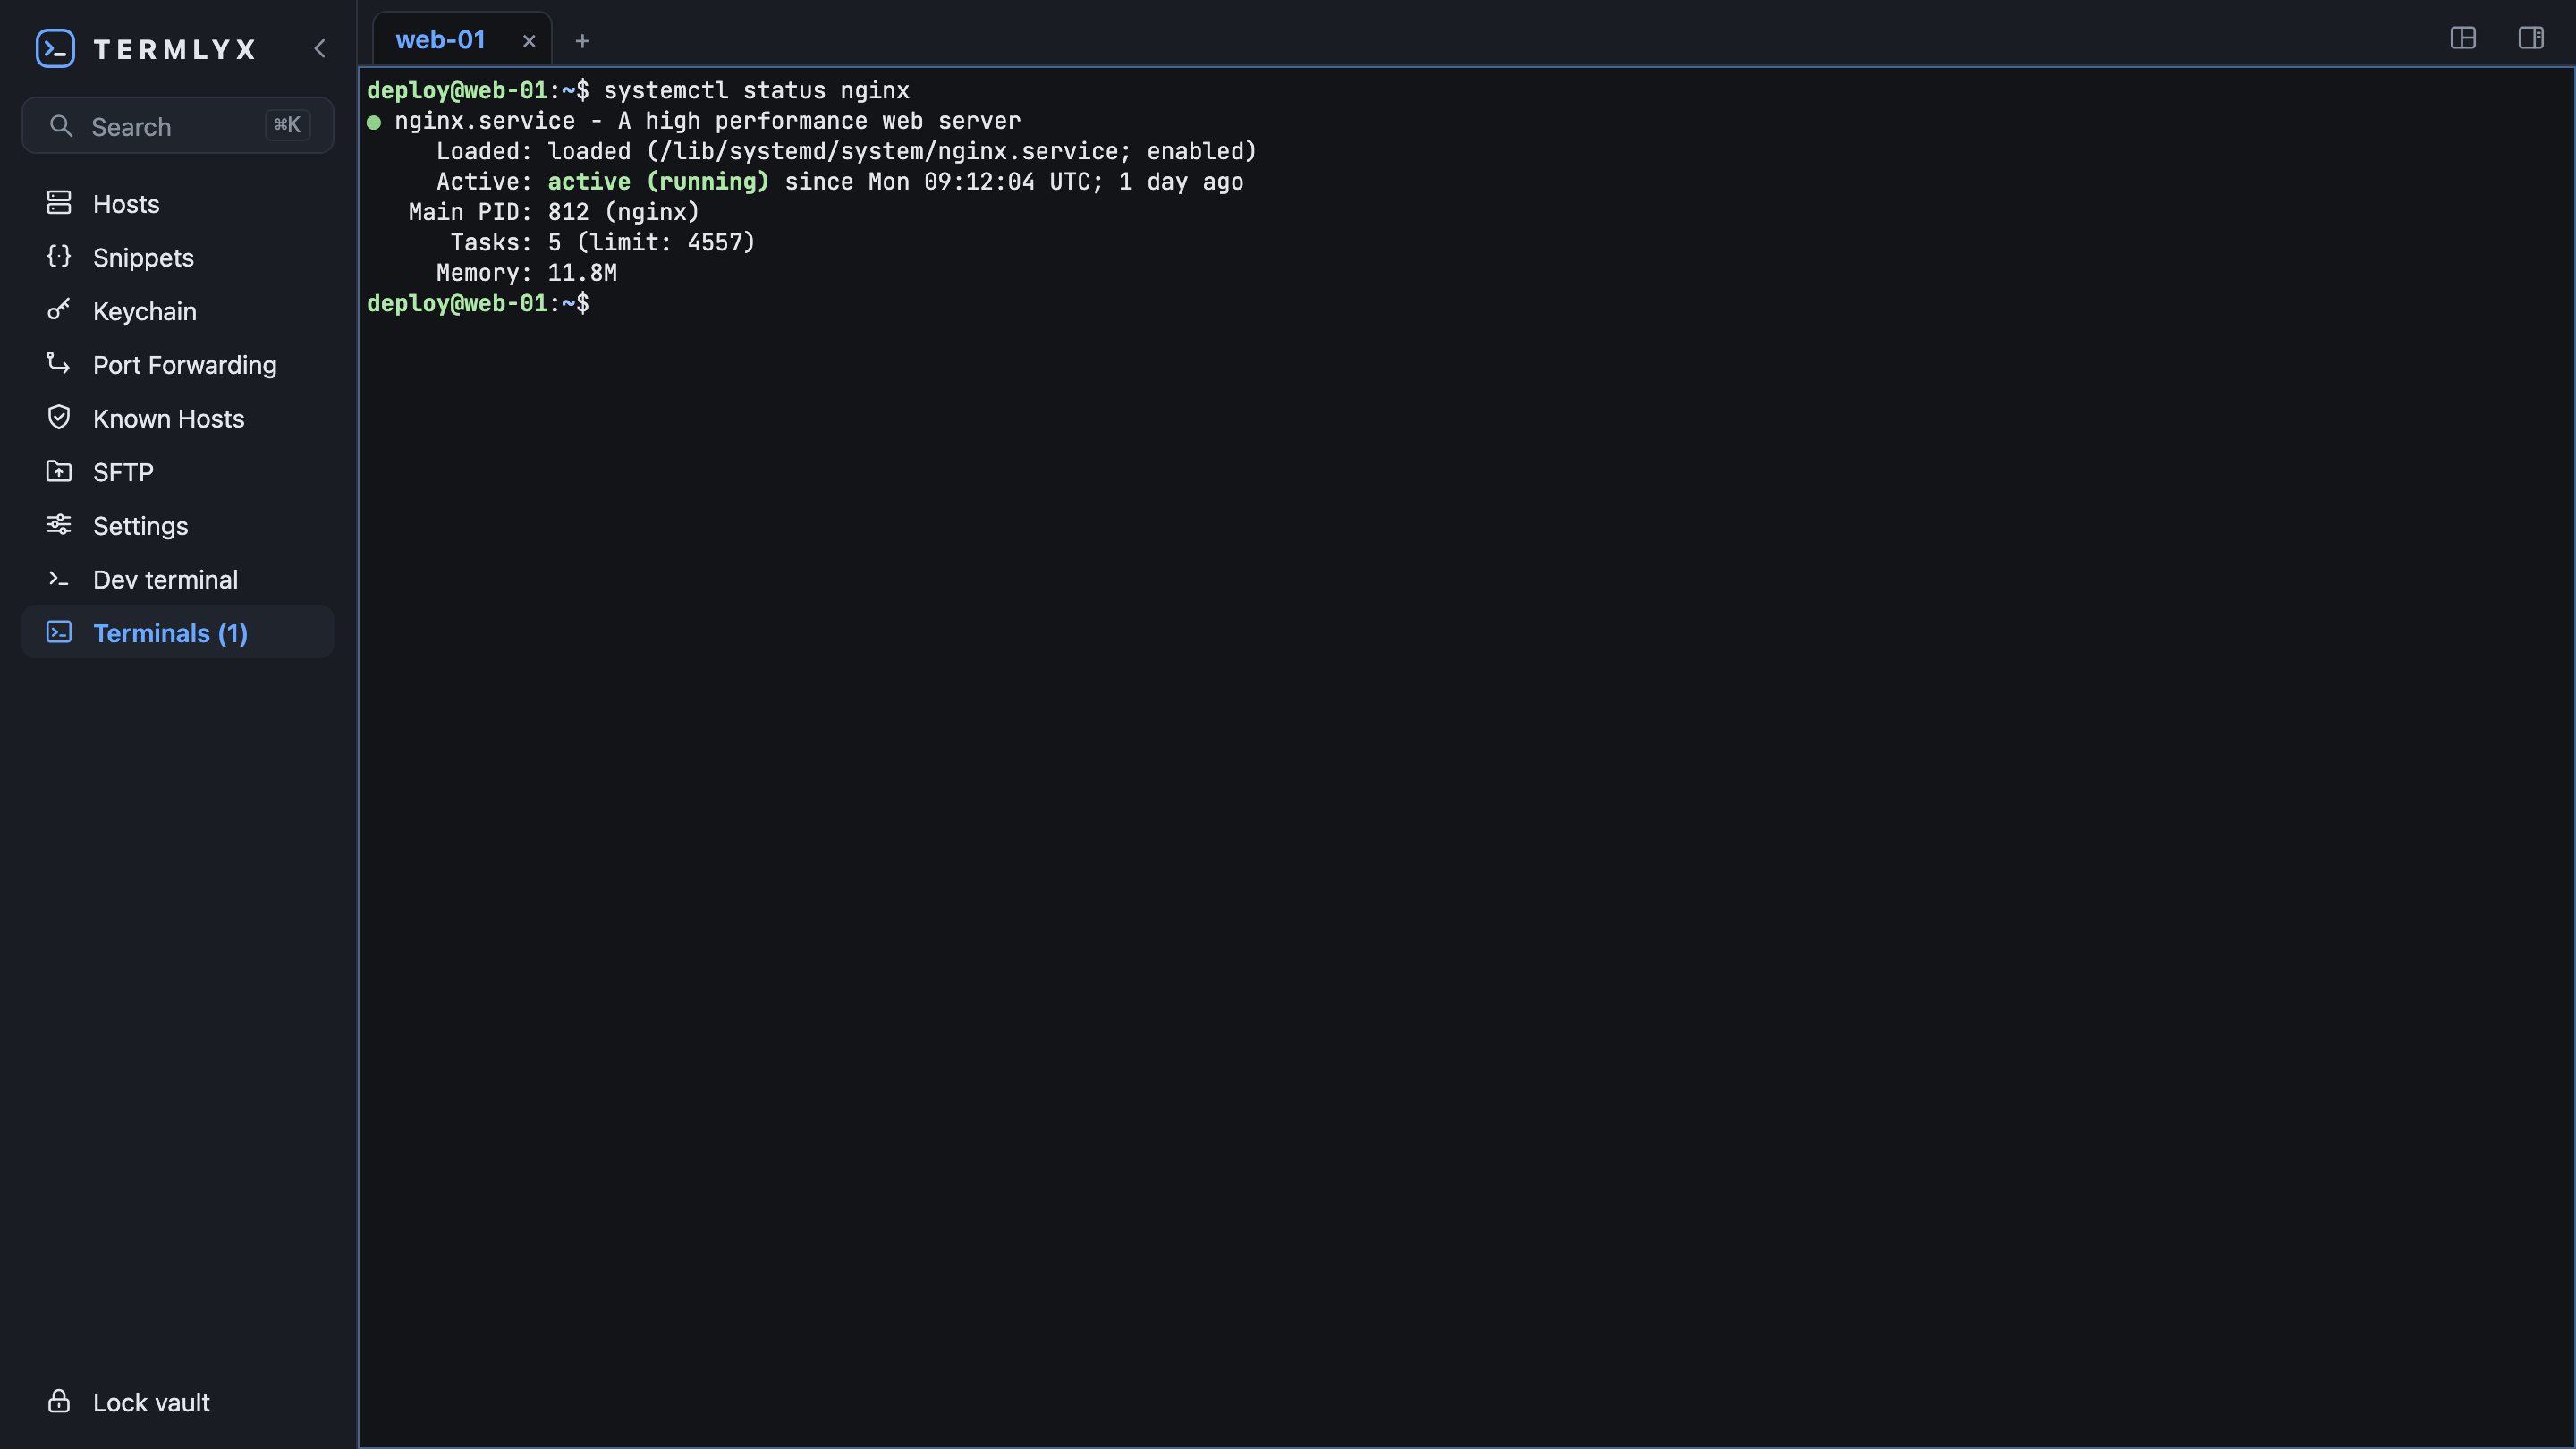 TERMLYX
Search ⌘K
Hosts
Snippets
Keychain
Port Forwarding
Known Hosts
SFTP
Settings
Dev terminal
Terminals (1)
Lock vault
web-01 × +
deploy@web-01:~$ systemctl status nginx
● nginx.service - A high performance web server
     Loaded: loaded (/lib/systemd/system/nginx.service; enabled)
     Active: active (running) since Mon 09:12:04 UTC; 1 day ago
   Main PID: 812 (nginx)
      Tasks: 5 (limit: 4557)
     Memory: 11.8M
deploy@web-01:~$